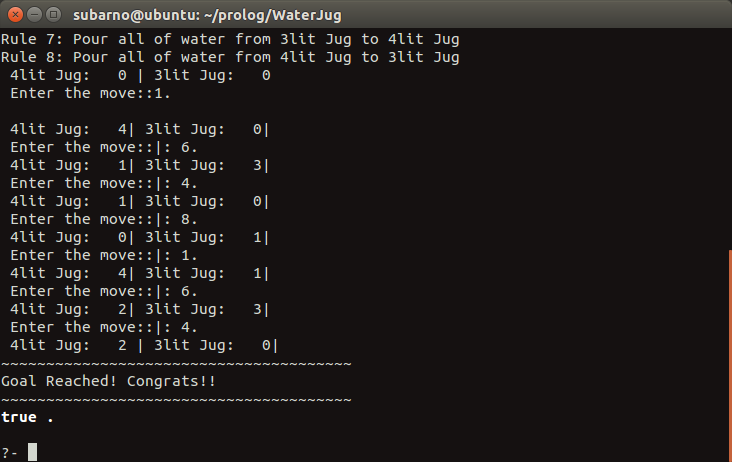 subarno@ubuntu: ~/prolog/WaterJug
Rule 7: Pour all of water from 3lit Jug to 4lit Jug
Rule 8: Pour all of water from 4lit Jug to 3lit Jug
 4lit Jug:   0 | 3lit Jug:   0
 Enter the move::1.

 4lit Jug:   4| 3lit Jug:   0|
 Enter the move::|: 6.
 4lit Jug:   1| 3lit Jug:   3|
 Enter the move::|: 4.
 4lit Jug:   1| 3lit Jug:   0|
 Enter the move::|: 8.
 4lit Jug:   0| 3lit Jug:   1|
 Enter the move::|: 1.
 4lit Jug:   4| 3lit Jug:   1|
 Enter the move::|: 6.
 4lit Jug:   2| 3lit Jug:   3|
 Enter the move::|: 4.
 4lit Jug:   2 | 3lit Jug:   0|
~~~~~~~~~~~~~~~~~~~~~~~~~~~~~~~~~~~~~~~
Goal Reached! Congrats!!
~~~~~~~~~~~~~~~~~~~~~~~~~~~~~~~~~~~~~~~
true .

?-